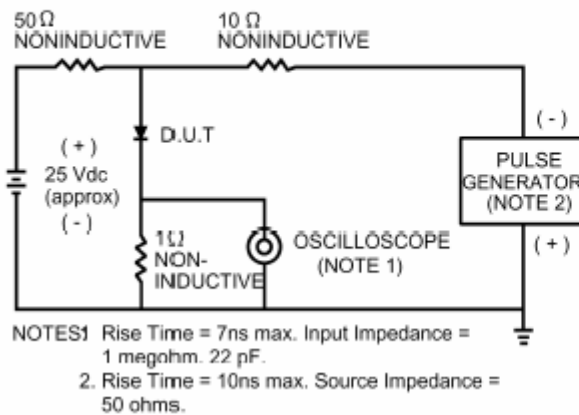 50 Ω
NONINDUCTIVE
10 Ω
NONINDUCTIVE
D.U.T
( + )
25 Vdc
(approx)
( - )
1Ω
NON-
INDUCTIVE
OSCILLOSCOPE
(NOTE 1)
( - )
PULSE
GENERATOR
(NOTE 2)
( + )
NOTES1 Rise Time = 7ns max. Input Impedance =
1 megohm. 22 pF.
2. Rise Time = 10ns max. Source Impedance =
50 ohms.